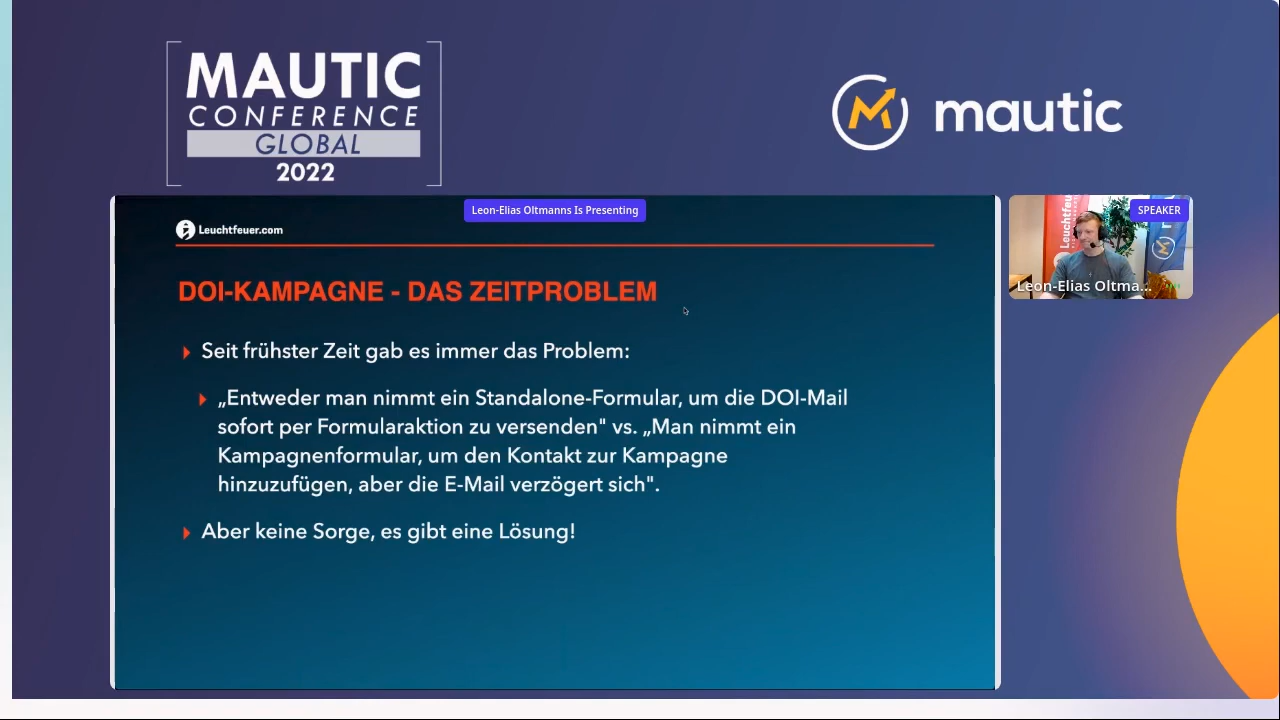 MAUTIC
CONFERENCE
GLOBAL
2022
mautic
Leon-Elias Oltmanns Is Presenting
Leuchtfeuer.com
SPEAKER
Leuchtfeu
Leon-Elias Oltma...
DOI-KAMPAGNE - DAS ZEITPROBLEM
Seit frühster Zeit gab es immer das Problem:
„Entweder man nimmt ein Standalone-Formular, um die DOI-Mail
sofort per Formularaktion zu versenden" vs. „Man nimmt ein
Kampagnenformular, um den Kontakt zur Kampagne
hinzuzufügen, aber die E-Mail verzögert sich".
Aber keine Sorge, es gibt eine Lösung!